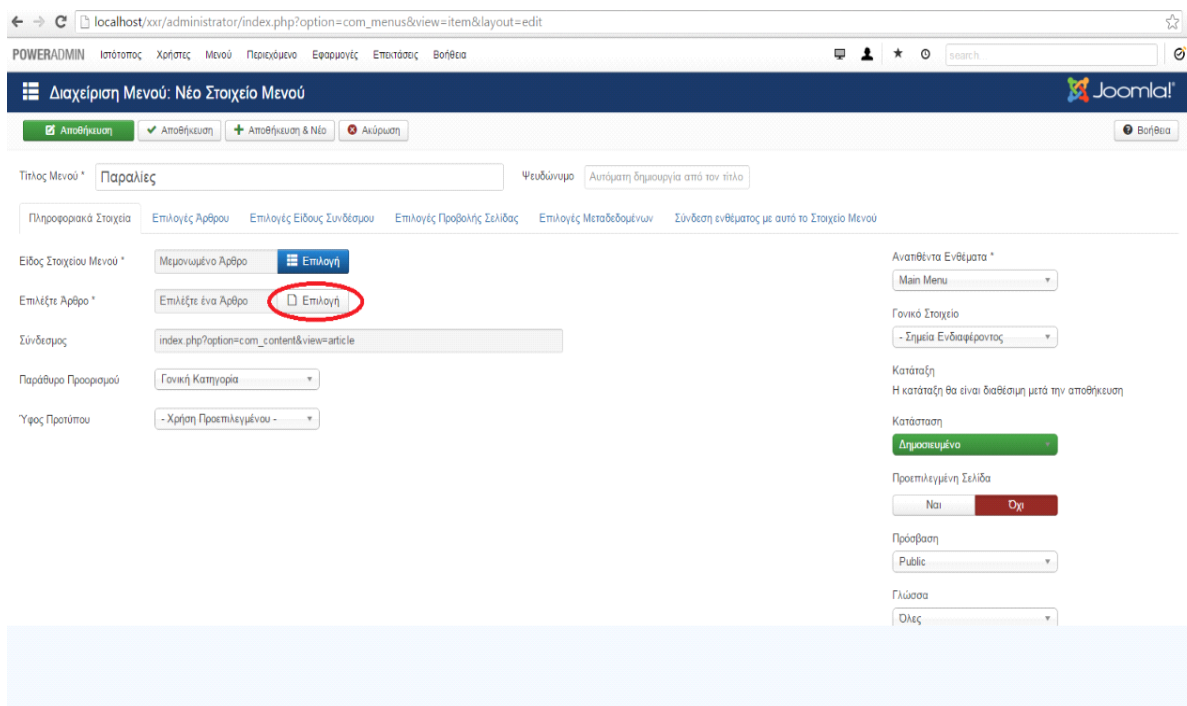 localhost/xxr/administrator/index.php?option=com_menus&view=item&layout=edit
POWERADMIN Ιστότοπος Χρήστες Μενού Περιεχόμενο Εφαρμογές Επεκτάσεις Βοήθεια search
Διαχείριση Μενού: Νέο Στοιχείο Μενού Joomla!
Αποθήκευση Αποθήκευση Αποθήκευση & Νέο Ακύρωση Βοήθεια
Τίτλος Μενού * Παραλίες Ψευδώνυμο Αυτόματη δημιουργία από τον τίτλο
Πληροφοριακά Στοιχεία Επιλογές Άρθρου Επιλογές Είδους Συνδέσμου Επιλογές Προβολής Σελίδας Επιλογές Μεταδεδομένων Σύνδεση ενθέματος με αυτό το Στοιχείο Μενού
Είδος Στοιχείου Μενού * Μεμονωμένο Άρθρο Επιλογή
Επιλέξτε Άρθρο * Επιλέξτε ένα Άρθρο Επιλογή
Σύνδεσμος index.php?option=com_content&view=article
Παράθυρο Προορισμού Γονική Κατηγορία
Ύφος Προτύπου - Χρήση Προεπιλεγμένου -
Ανατιθέντα Ενθέματα *
Main Menu
Γονικό Στοιχείο
- Σημεία Ενδιαφέροντος
Κατάταξη
Η κατάταξη θα είναι διαθέσιμη μετά την αποθήκευση
Κατάσταση
Δημοσιευμένο
Προεπιλεγμένη Σελίδα
Ναι Όχι
Πρόσβαση
Public
Γλώσσα
Όλες